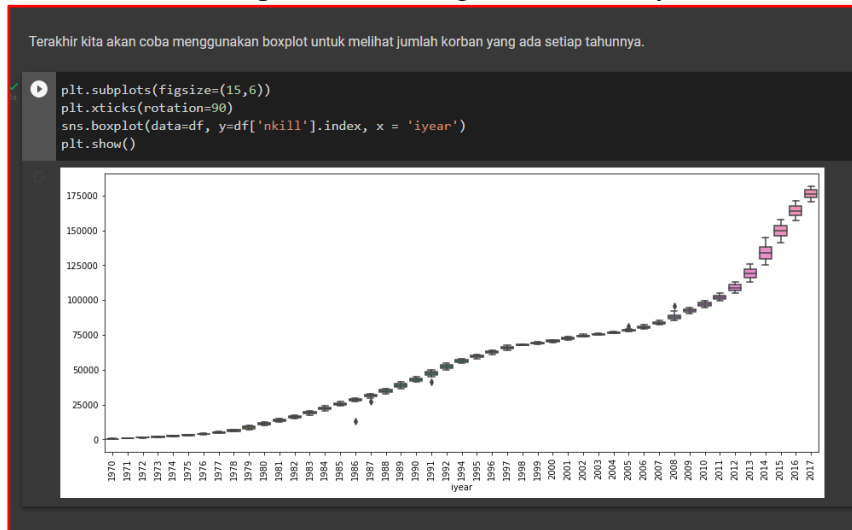 Terakhir kita akan coba menggunakan boxplot untuk melihat jumlah korban yang ada setiap tahunnya.
plt.subplots(figsize=(15,6))
plt.xticks(rotation=90)
sns.boxplot(data=df, y=df['nkill'].index, x = 'iyear')
plt.show()
175000
150000
125000
100000
75000
50000
25000
0
1970 1971 1972 1973 1974 1975 1976 1977 1978 1979 1980 1981 1982 1983 1984 1985 1986 1987 1988 1989 1990 1991 1992 1994 1995 1996 1997 1998 1999 2000 2001 2002 2003 2004 2005 2006 2007 2008 2009 2010 2011 2012 2013 2014 2015 2016 2017
iyear